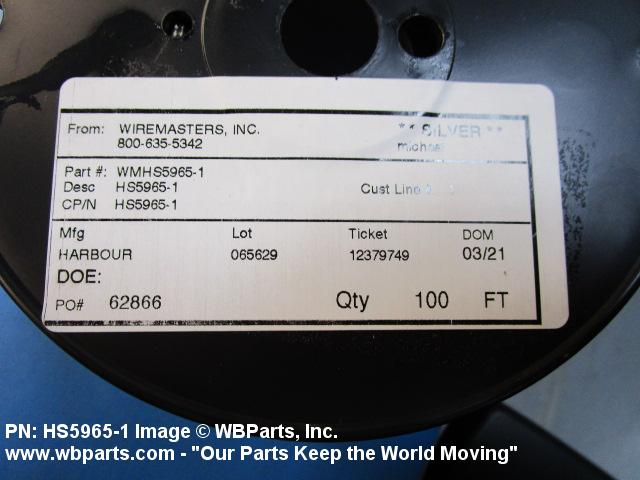 From: WIREMASTERS, INC. ** SILVER **
800-635-5342
Part #: WMHS5965-1
Desc HS5965-1 Cust Line
CP/N HS5965-1
Mfg Lot Ticket DOM
HARBOUR 065629 12379749 03/21
DOE:
PO# 62866 Qty 100 FT
PN: HS5965-1 Image © WBParts, Inc.
www.wbparts.com - "Our Parts Keep the World Moving"